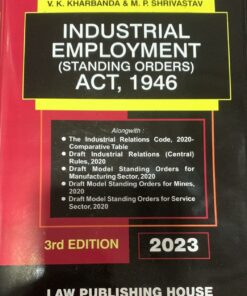 V. K. KHARBANDA & M. P. SHRIVASTAV
INDUSTRIAL
EMPLOYMENT
(STANDING ORDERS)
ACT, 1946
Alongwith :
The Industrial Relations Code, 2020-
Comparative Table
Draft Industrial Relations (Central)
Rules, 2020
Draft Model Standing Orders for
Manufacturing Sector, 2020
Draft Model Standing Orders for Mines,
2020
Draft Model Standing Orders for Service
Sector, 2020
3rd EDITION 2023
LAW PUBLISHING HOUSE